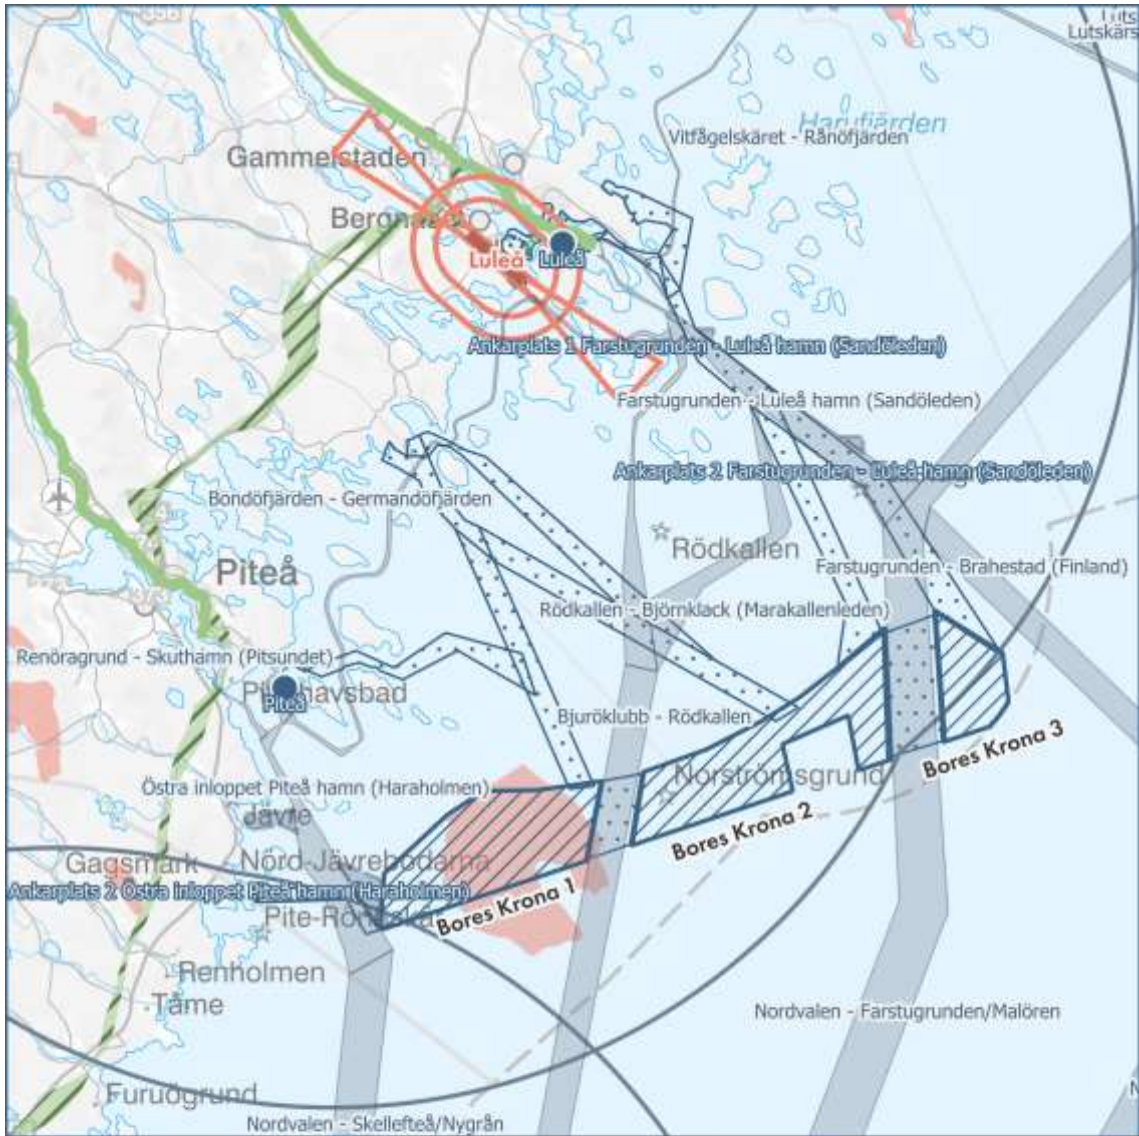 Lutskärs
Harufjärden
Vitfågelskäret - Rånöfjärden
Gammelstaden
Luleå
Luleå
Ankarplats 1 Farstugrunden - Luleå hamn (Sandöleden)
Farstugrunden - Luleå hamn (Sandöleden)
Ankarplats 2 Farstugrunden - Luleå hamn (Sandöleden)
Bondöfjärden - Germandöfjärden
Rödkallen
Piteå
Farstugrunden - Brahestad (Finland)
Rödkallen - Björnklack (Marakallenleden)
Renöragrund - Skuthamn (Pitsundet)
Piteå
Bjuröklubb - Rödkallen
Bores Krona 3
Norströmsgrund
Östra inloppet Piteå hamn (Haraholmen)
Jävre
Bores Krona 2
Gagsmark
Nörd-Jävrebodarna
Ankarplats 2 Östra inloppet Piteå hamn (Haraholmen)
Bores Krona 1
Renholmen
Tåme
Nordvalen - Farstugrunden/Malören
Furuögrund
Nordvalen - Skellefteå/Nygrån